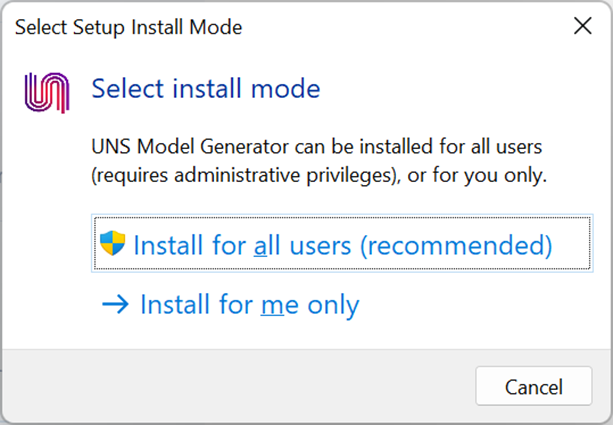 Select Setup Install Mode
Select install mode
UNS Model Generator can be installed for all users
(requires administrative privileges), or for you only.
Install for all users (recommended)
Install for me only
Cancel